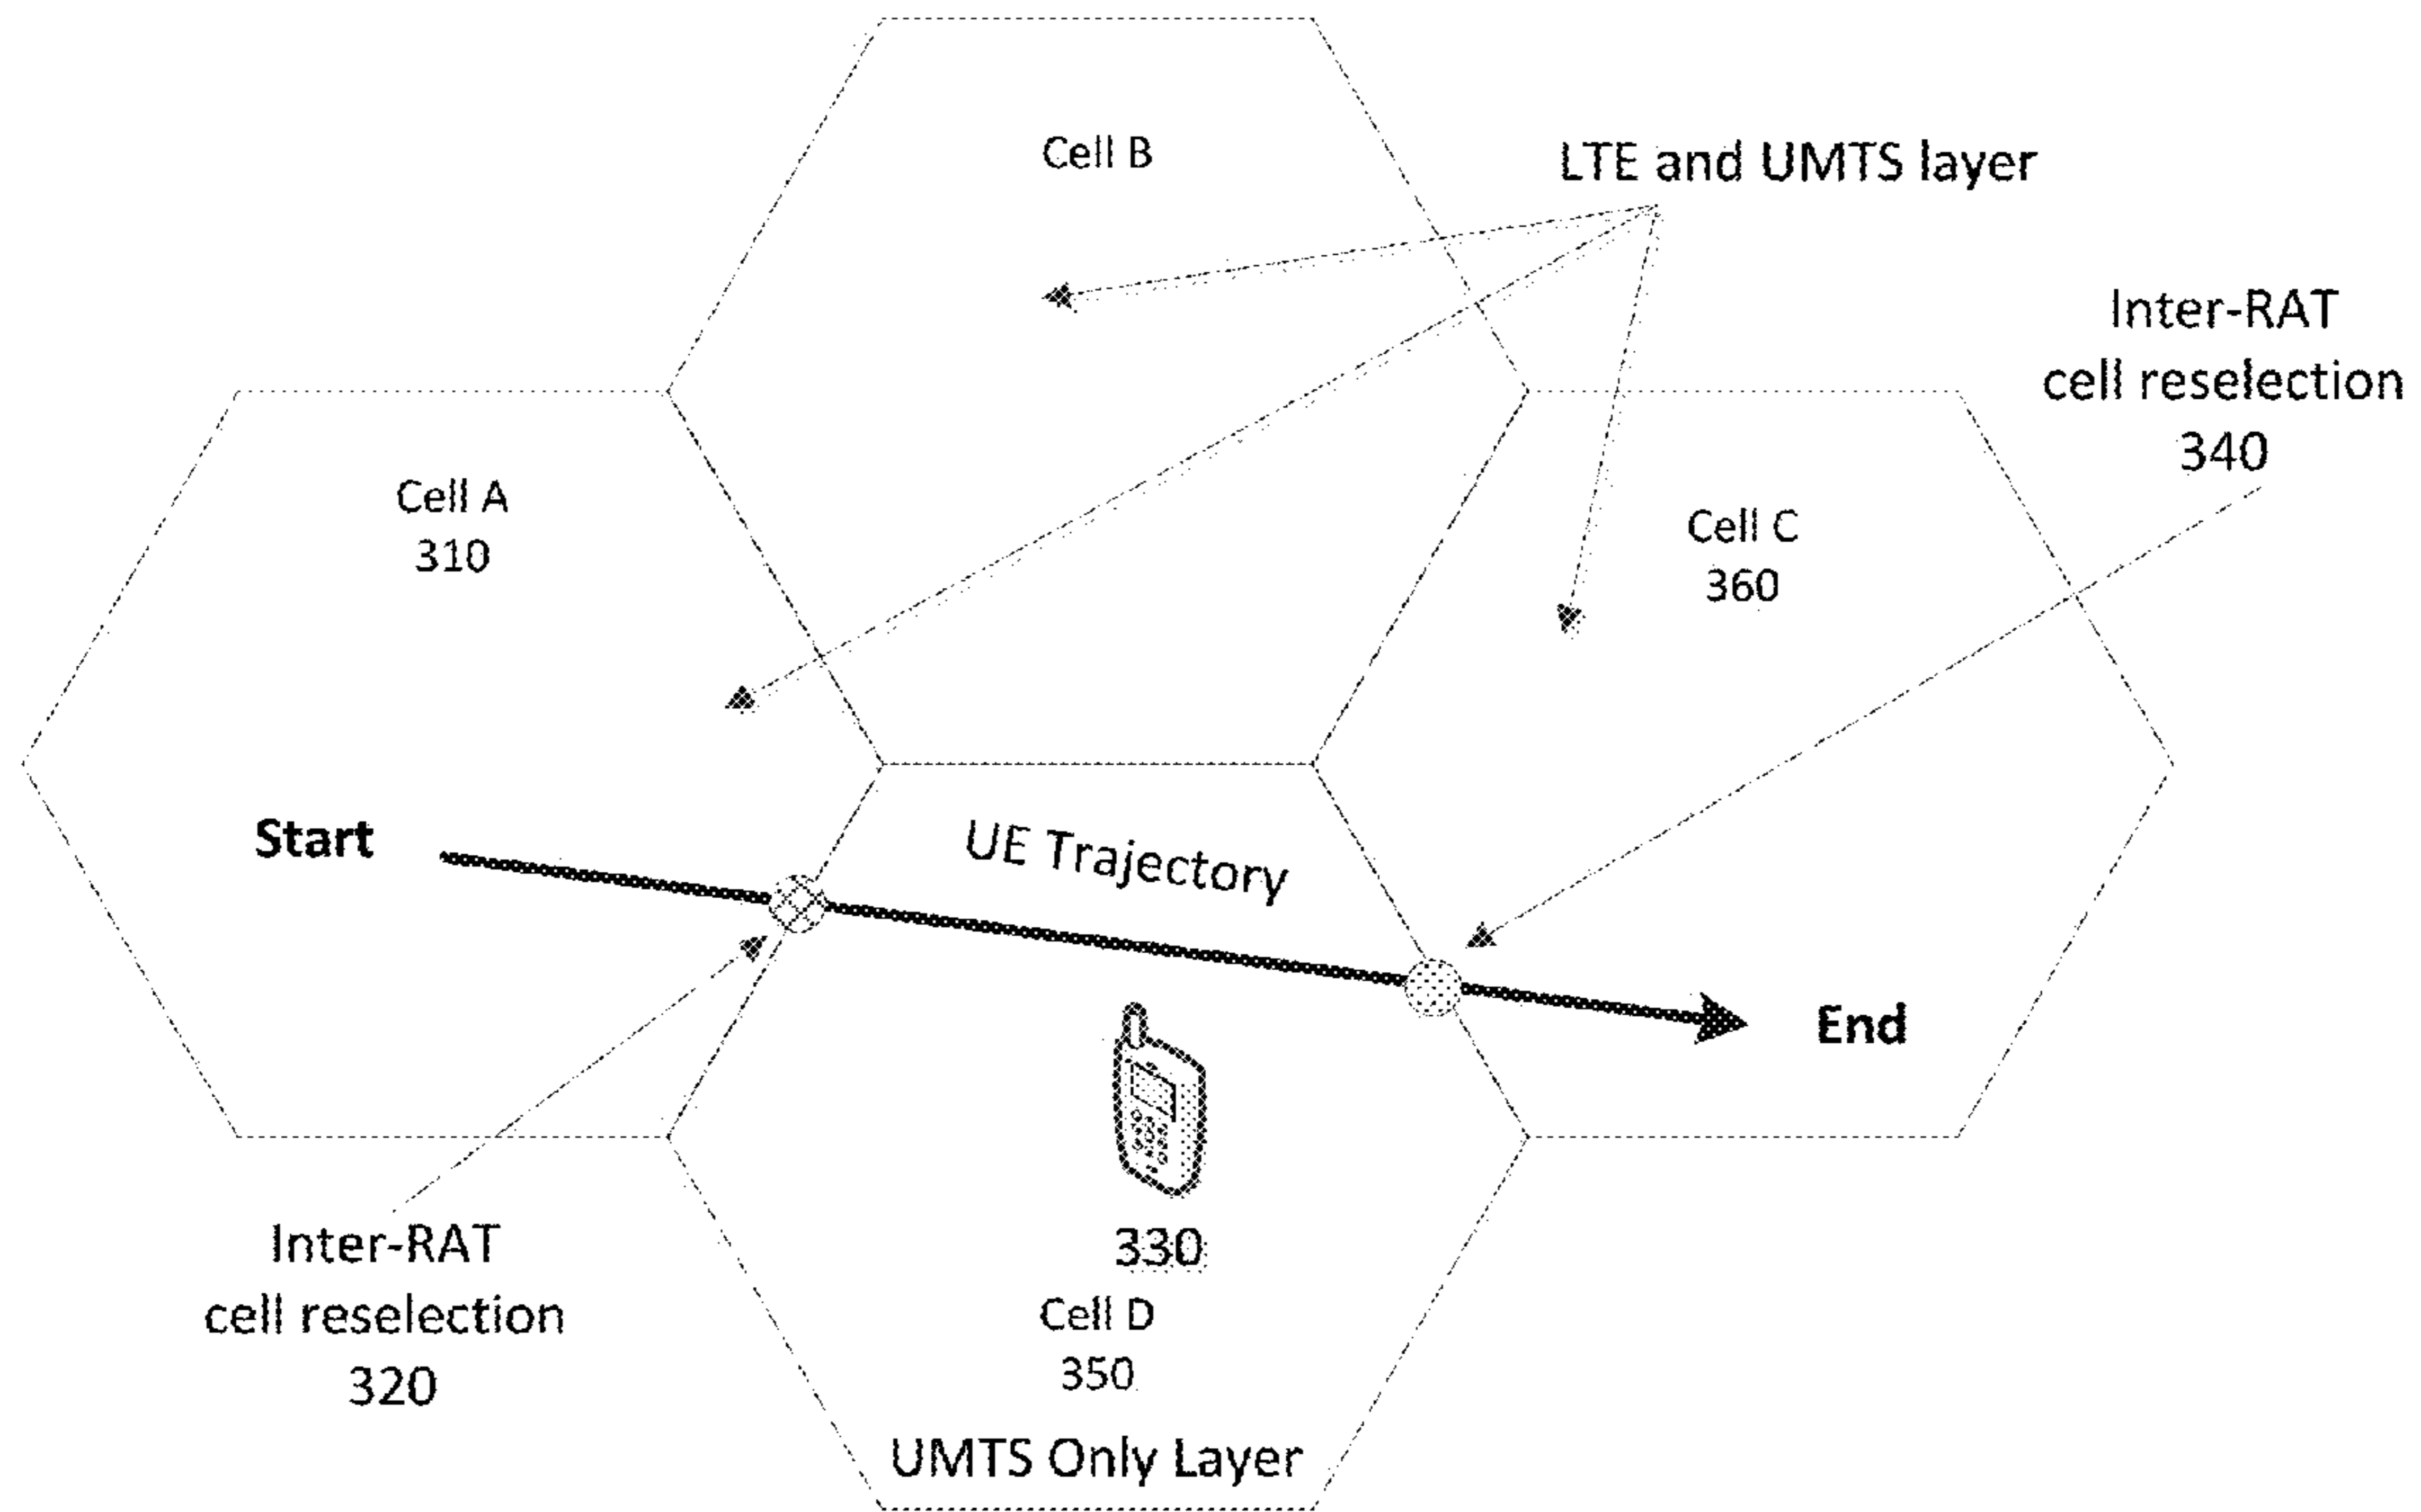 Cell B
LTE and UMTS layer
Inter-RAT
cell reselection
340
Cell A
310
Cell C
360
Start
UE Trajectory
End
330
Cell D
350
UMTS Only Layer
Inter-RAT
cell reselection
320